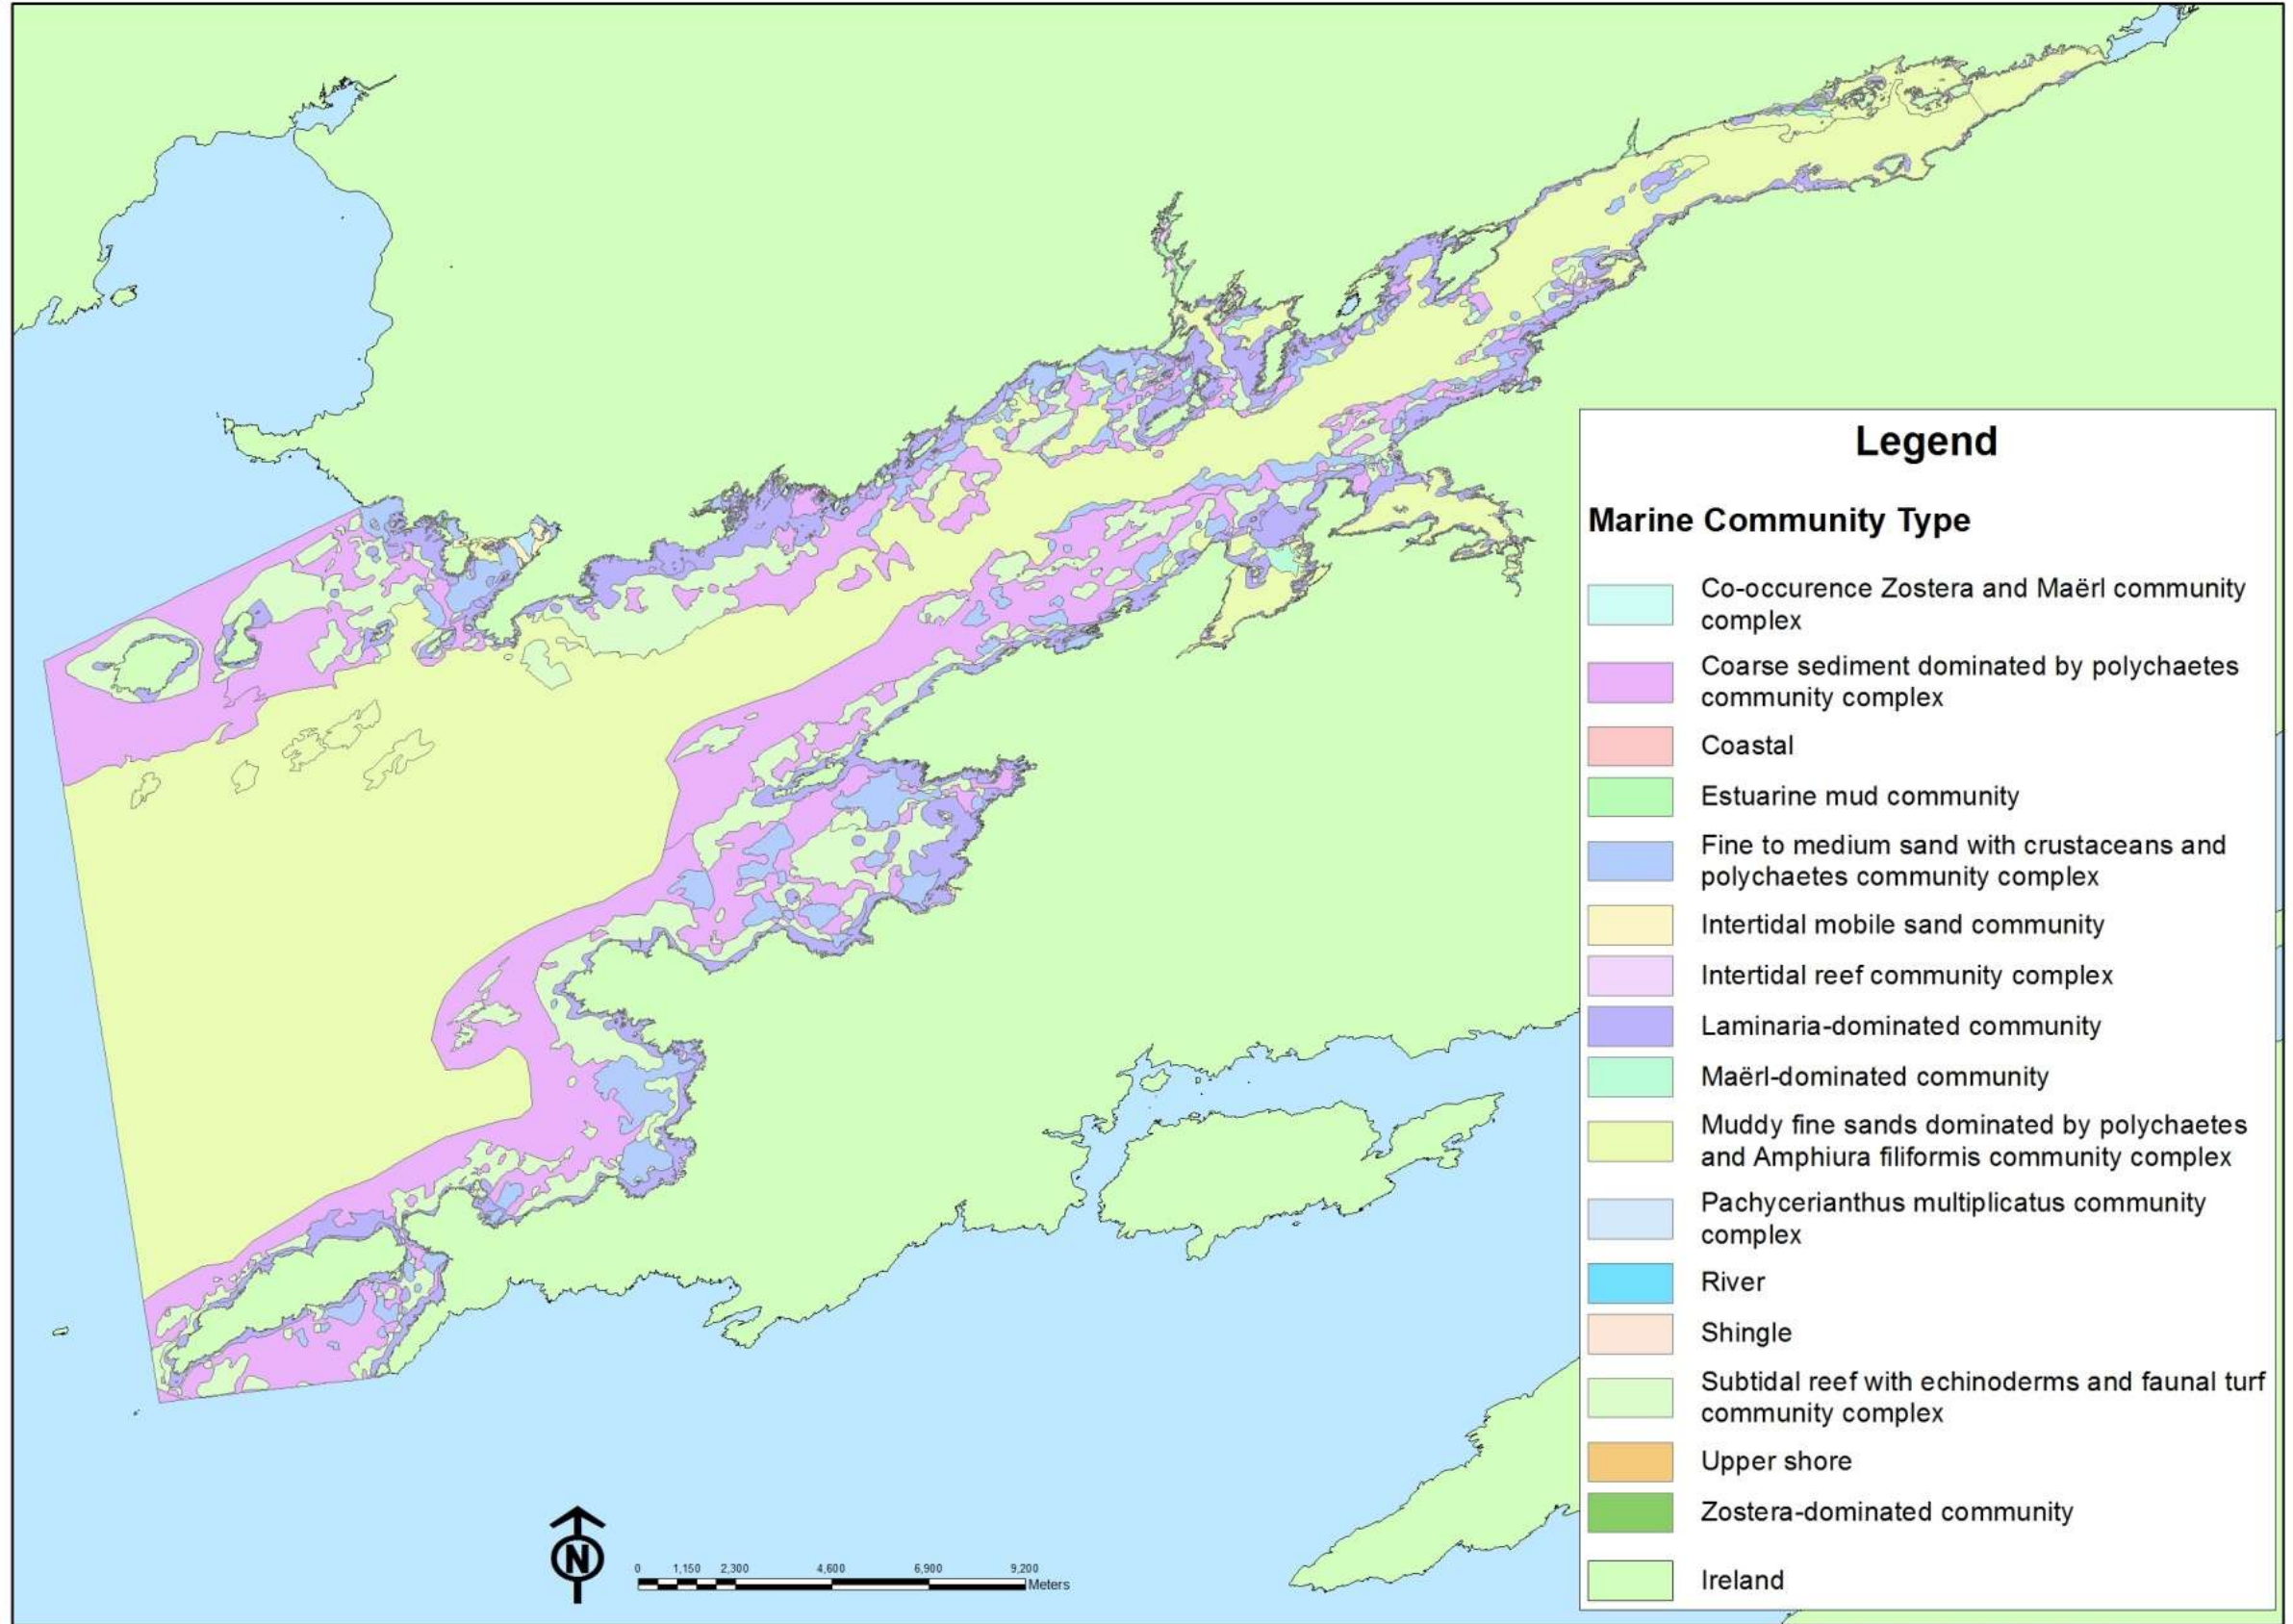 Legend
Marine Community Type
Co-occurence Zostera and Maërl community
complex
Coarse sediment dominated by polychaetes
community complex
Coastal
Estuarine mud community
Fine to medium sand with crustaceans and
polychaetes community complex
Intertidal mobile sand community
Intertidal reef community complex
Laminaria-dominated community
Maërl-dominated community
Muddy fine sands dominated by polychaetes
and Amphiura filiformis community complex
Pachycerianthus multiplicatus community
complex
River
Shingle
Subtidal reef with echinoderms and faunal turf
community complex
Upper shore
Zostera-dominated community
Ireland
N
0 1,150 2,300 4,600 6,900 9,200
Meters